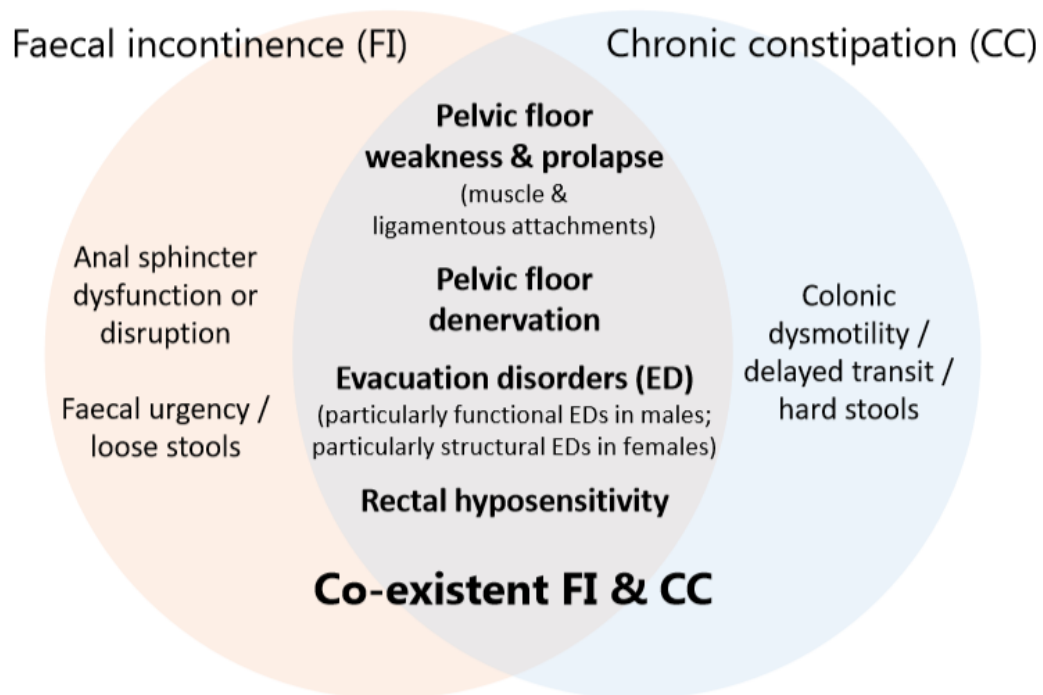 Faecal incontinence (FI)
Chronic constipation (CC)
Pelvic floor
weakness & prolapse
(muscle &
ligamentous attachments)
Anal sphincter
dysfunction or
disruption
Faecal urgency /
loose stools
Pelvic floor
denervation
Evacuation disorders (ED)
(particularly functional EDs in males;
particularly structural EDs in females)
Rectal hyposensitivity
Colonic
dysmotility /
delayed transit /
hard stools
Co-existent FI & CC